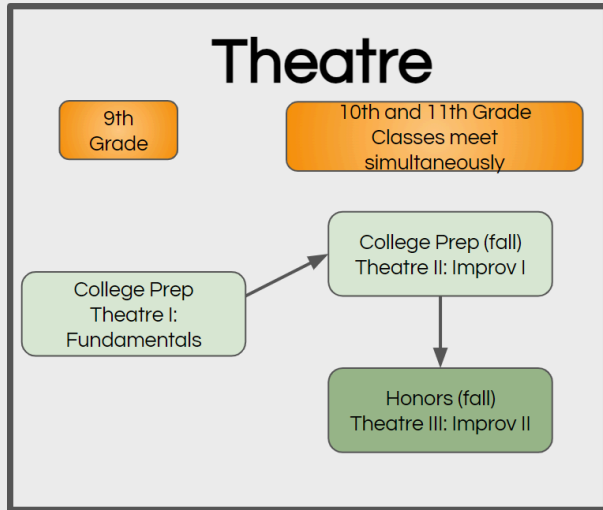 Theatre
9th
Grade
10th and 11th Grade
Classes meet
simultaneously
College Prep
Theatre I:
Fundamentals
College Prep (fall)
Theatre II: Improv I
Honors (fall)
Theatre III: Improv II